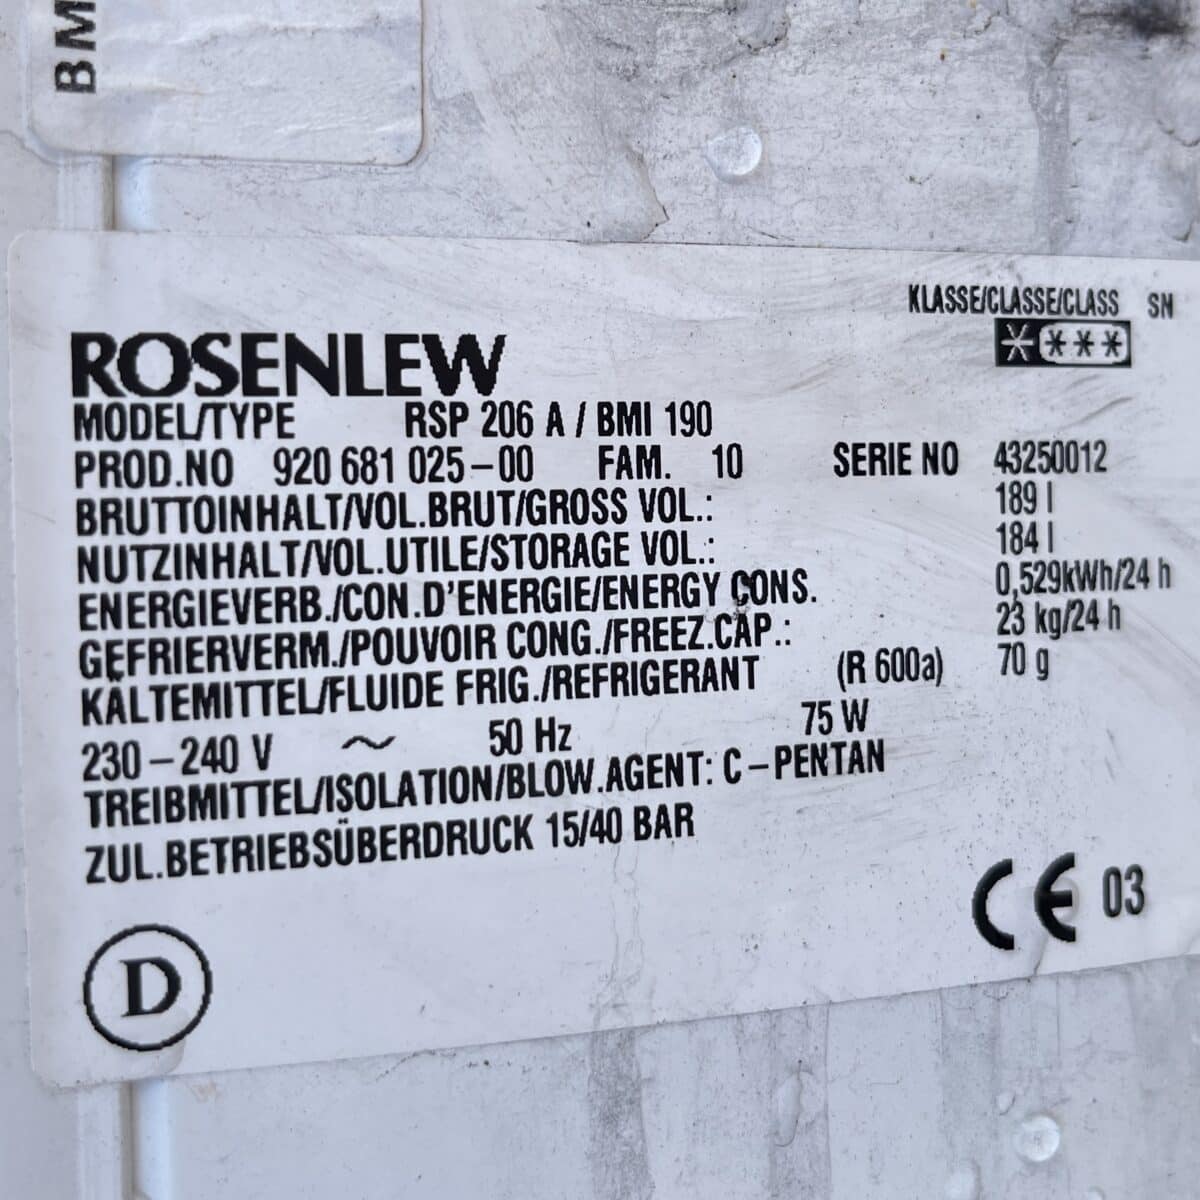 BM
KLASSE/CLASSE/CLASS SN
ROSENLEW
MODEL/TYPE RSP 206 A / BMI 190
PROD.NO 920 681 025-00 FAM. 10 SERIE NO 43250012
BRUTTOINHALT/VOL.BRUT/GROSS VOL.: 189 l
NUTZINHALT/VOL.UTILE/STORAGE VOL.: 184 l
ENERGIEVERB./CON.D'ENERGIE/ENERGY CONS. 0,529kWh/24 h
GEFRIERVERM./POUVOIR CONG./FREEZ.CAP.: 23 kg/24 h
KÄLTEMITTEL/FLUIDE FRIG./REFRIGERANT (R 600a) 70 g
230-240 V ~ 50 Hz 75 W
TREIBMITTEL/ISOLATION/BLOW.AGENT: C-PENTAN
ZUL.BETRIEBSÜBERDRUCK 15/40 BAR
CE 03
D